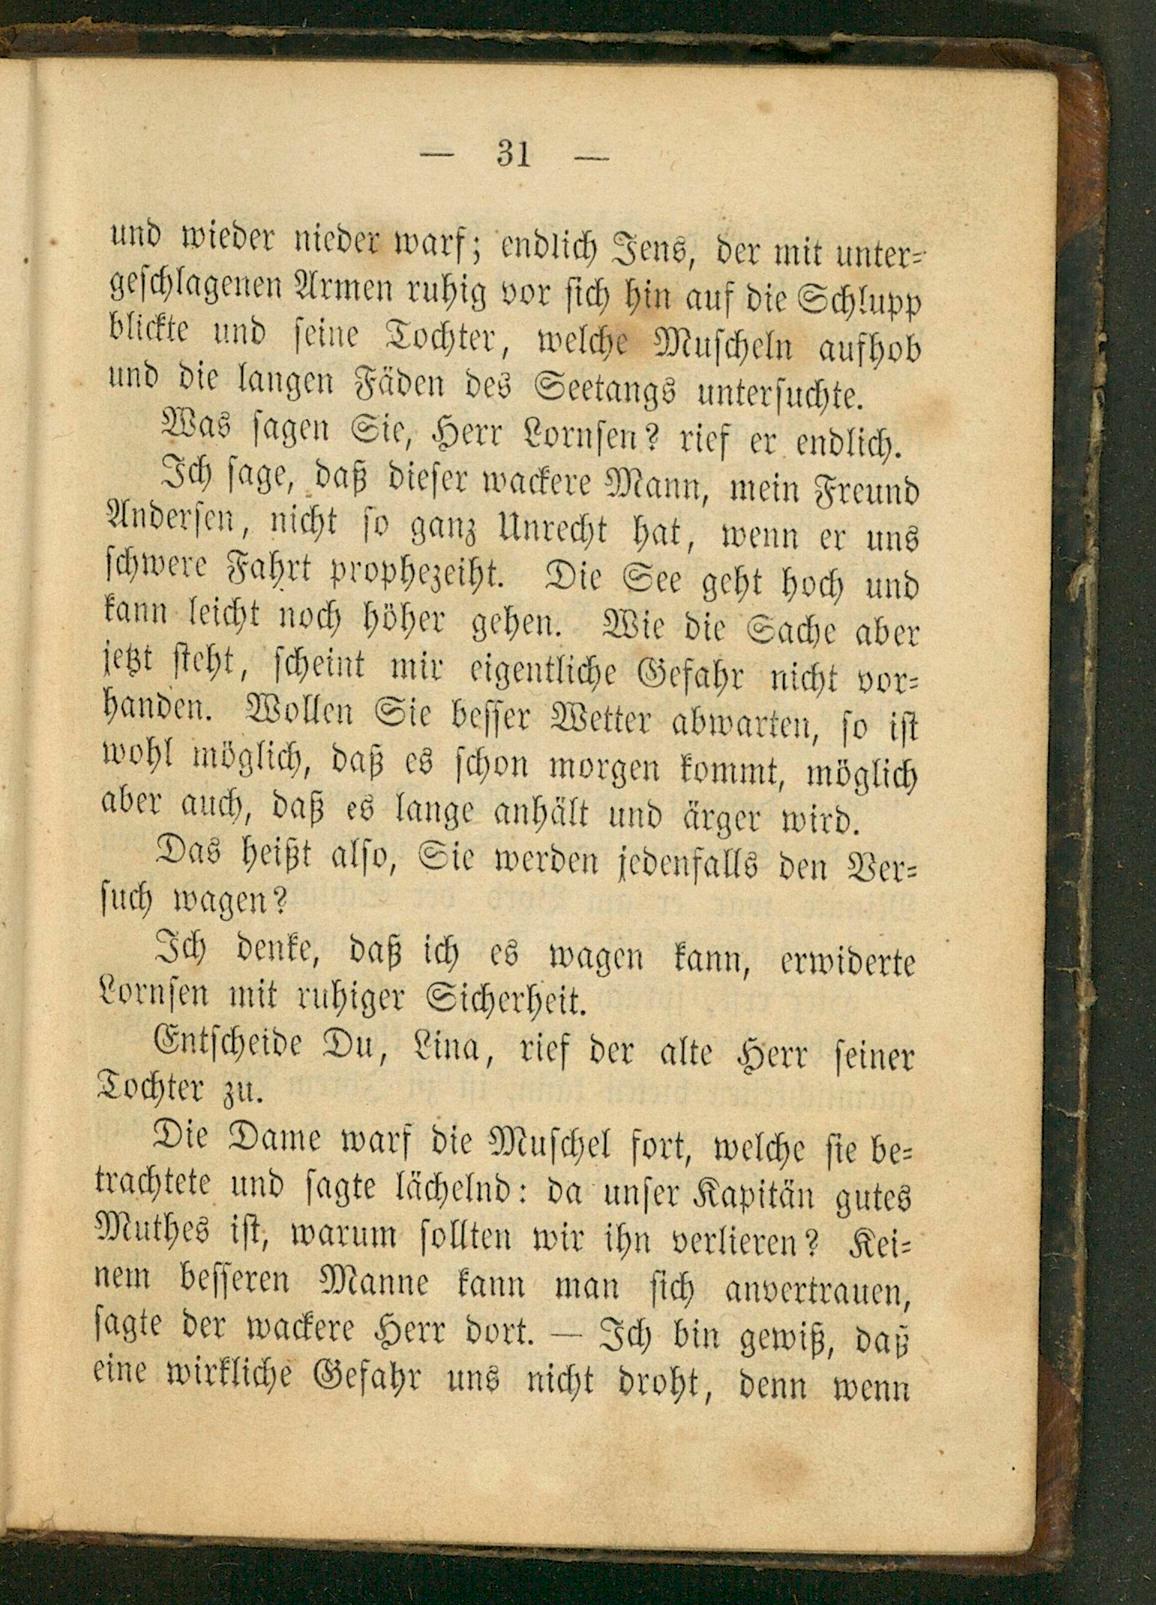 — 31 —
und wieder nieder warf; endlich Jens, der mit unter-
geschlagenen Armen ruhig vor sich hin auf die Schlupp
blickte und seine Tochter, welche Muscheln aufhob
und die langen Fäden des Seetangs untersuchte.
Was sagen Sie, Herr Lornsen? rief er endlich.
Ich sage, daß dieser wackere Mann, mein Freund
Andersen, nicht so ganz Unrecht hat, wenn er uns
schwere Fahrt prophezeiht. Die See geht hoch und
kann leicht noch höher gehen. Wie die Sache aber
jetzt steht, scheint mir eigentliche Gefahr nicht vor-
handen. Wollen Sie besser Wetter abwarten, so ist
wohl möglich, daß es schon morgen kommt, möglich
aber auch, daß es lange anhält und ärger wird.
Das heißt also, Sie werden jedenfalls den Ver-
such wagen?
Ich denke, daß ich es wagen kann, erwiderte
Lornsen mit ruhiger Sicherheit.
Entscheide Du, Lina, rief der alte Herr seiner
Tochter zu.
Die Dame warf die Muschel fort, welche sie be-
trachtete und sagte lächelnd: da unser Kapitän gutes
Muthes ist, warum sollten wir ihn verlieren? Kei-
nem besseren Manne kann man sich anvertrauen,
sagte der wackere Herr dort. — Ich bin gewiß, daß
eine wirkliche Gefahr uns nicht droht, denn wenn